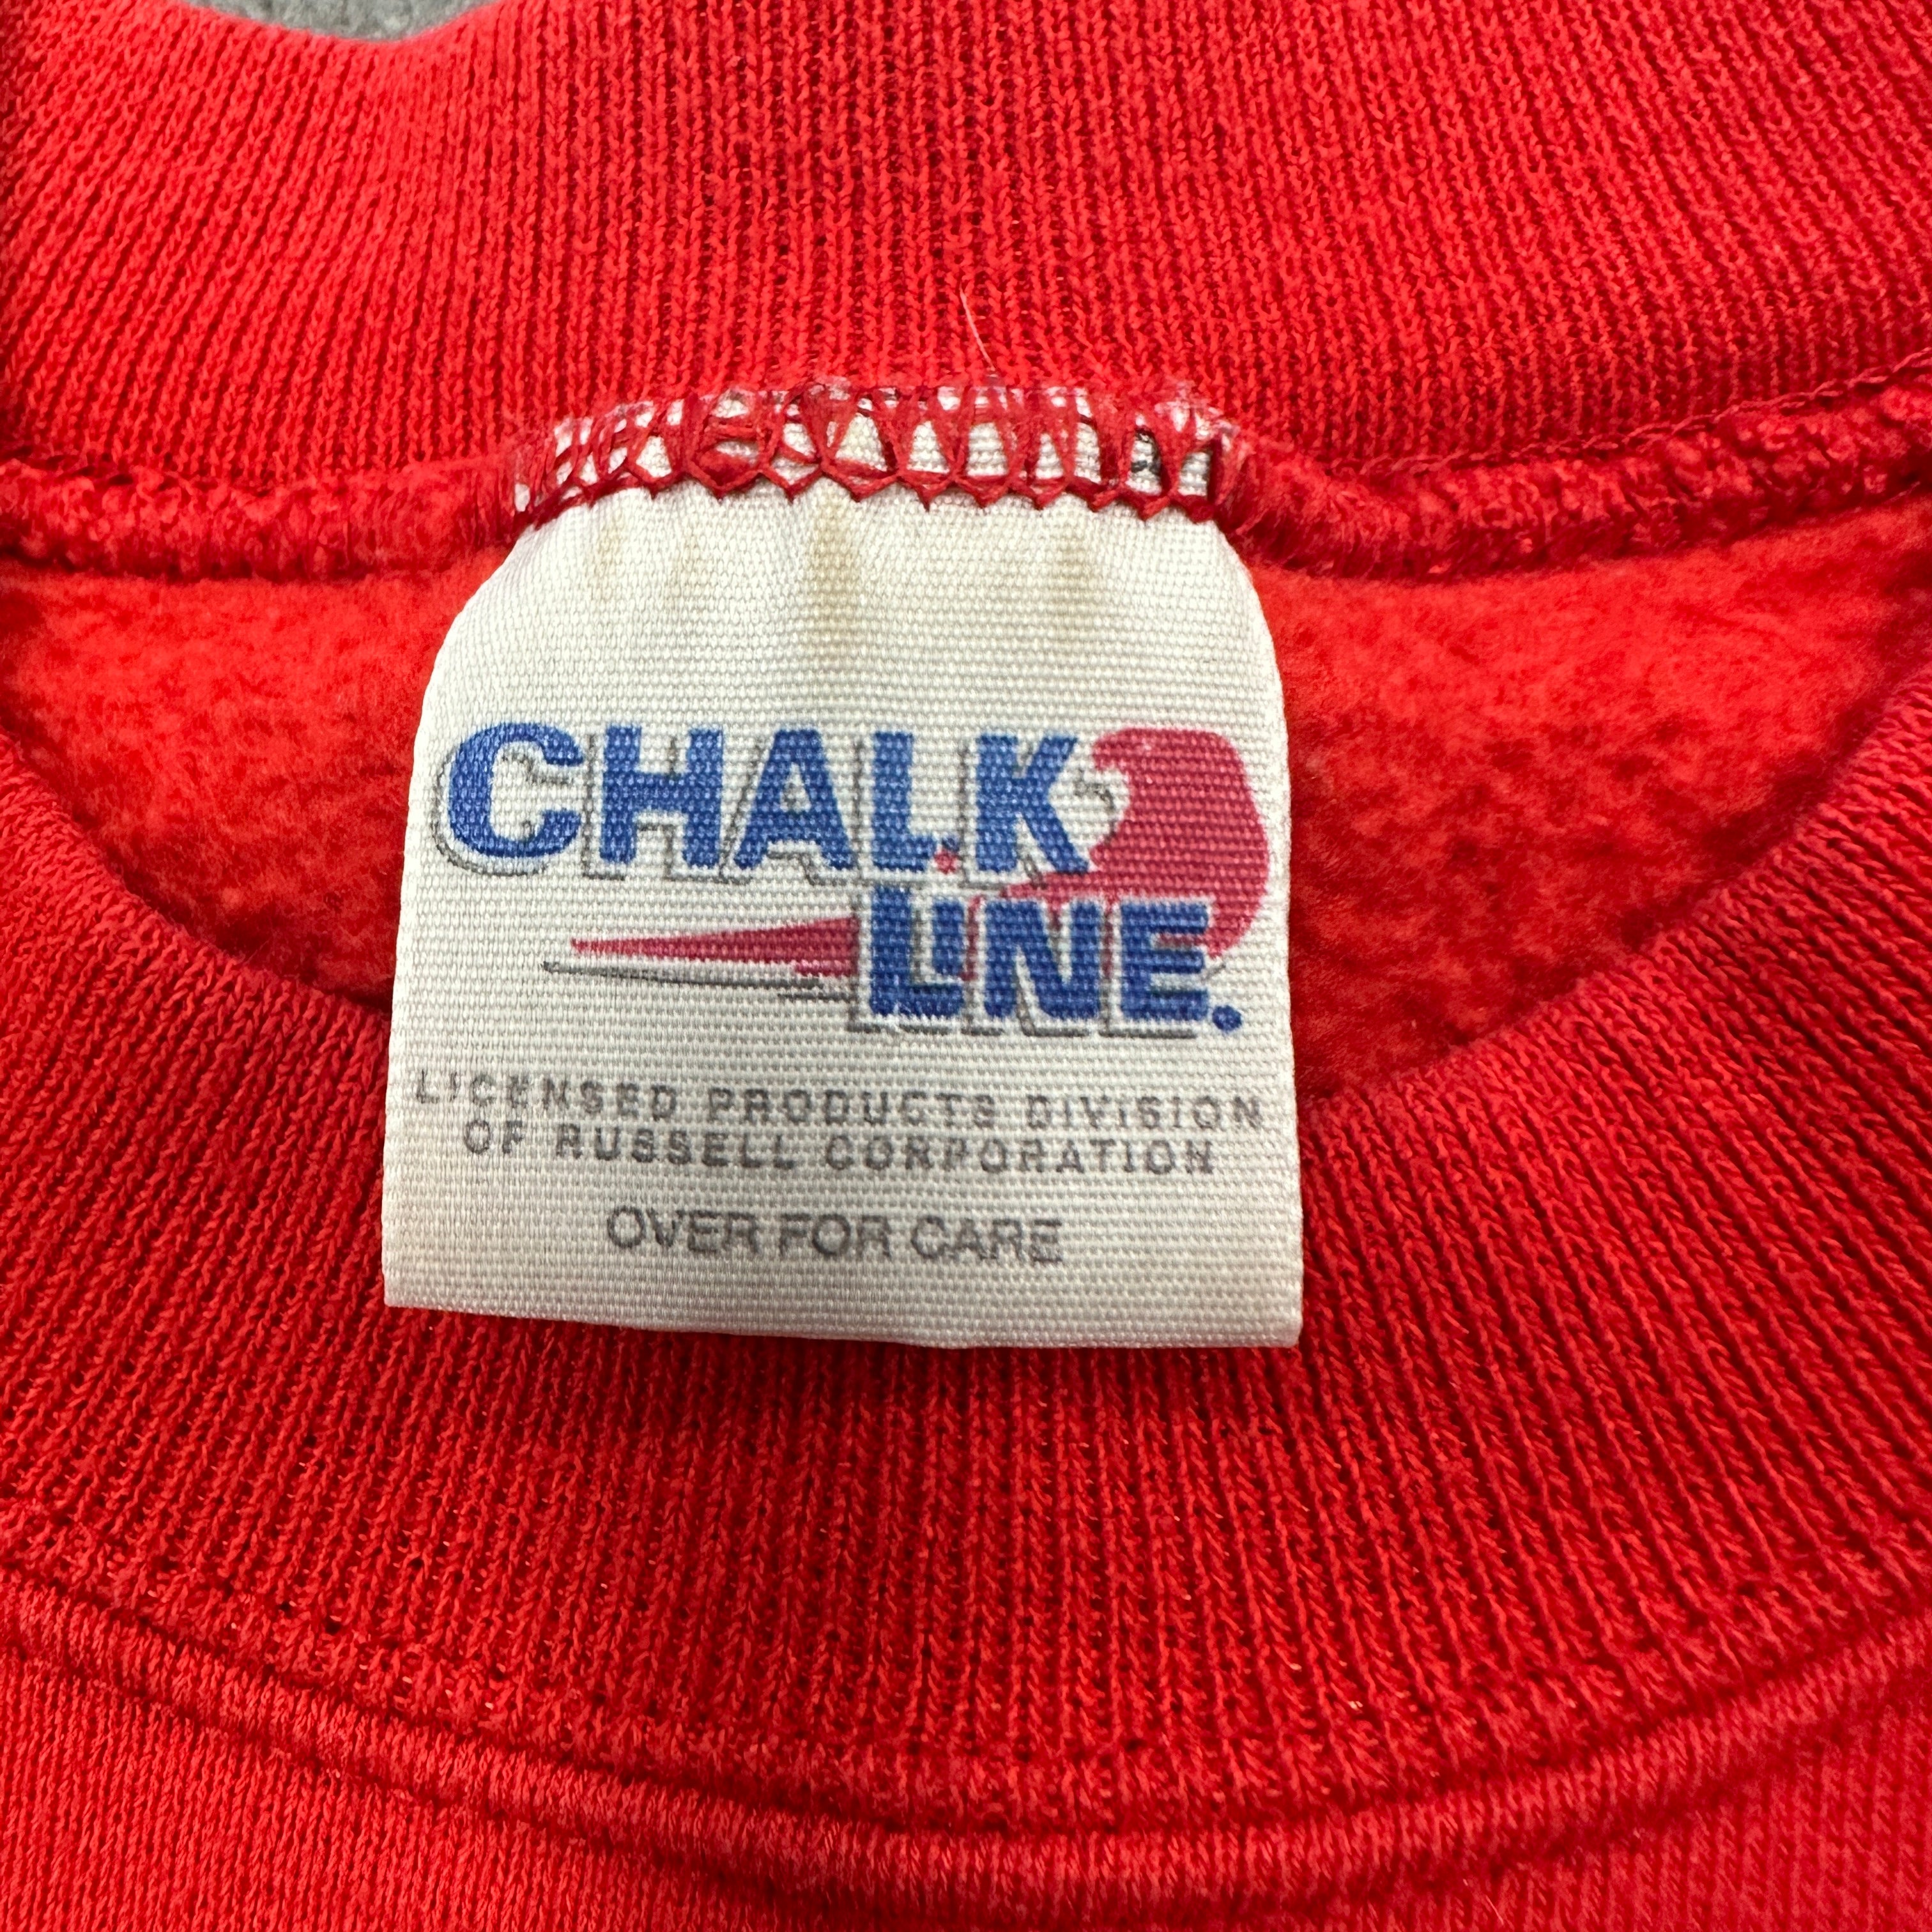 CHALK
LINE.
LICENSED PRODUCTS DIVISION
OF RUSSELL CORPORATION
OVER FOR CARE